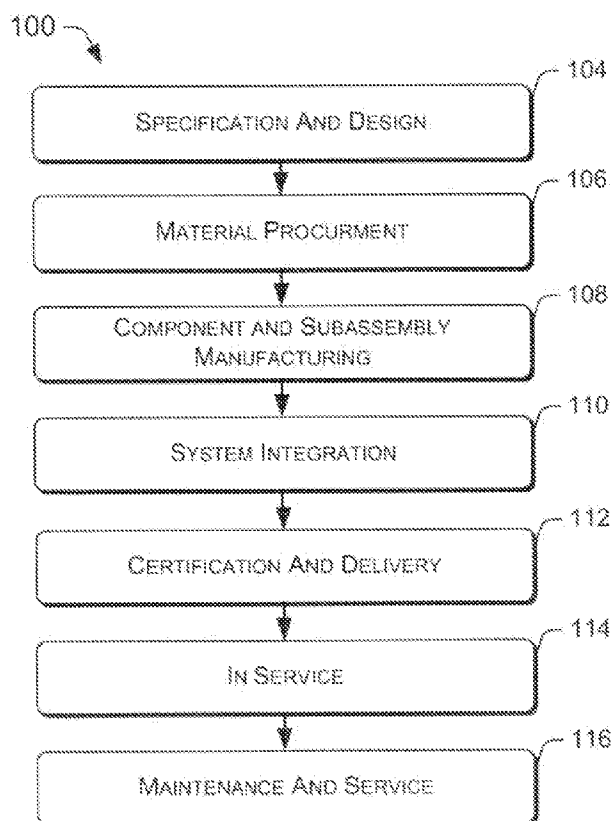 100
104
SPECIFICATION AND DESIGN
106
MATERIAL PROCURMENT
108
COMPONENT AND SUBASSEMBLY
MANUFACTURING
110
SYSTEM INTEGRATION
112
CERTIFICATION AND DELIVERY
114
IN SERVICE
116
MAINTENANCE AND SERVICE